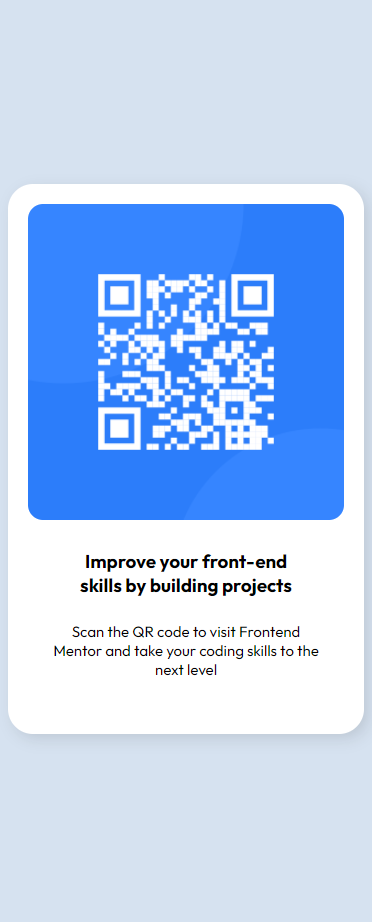 Improve your front-end
skills by building projects
Scan the QR code to visit Frontend
Mentor and take your coding skills to the
next level